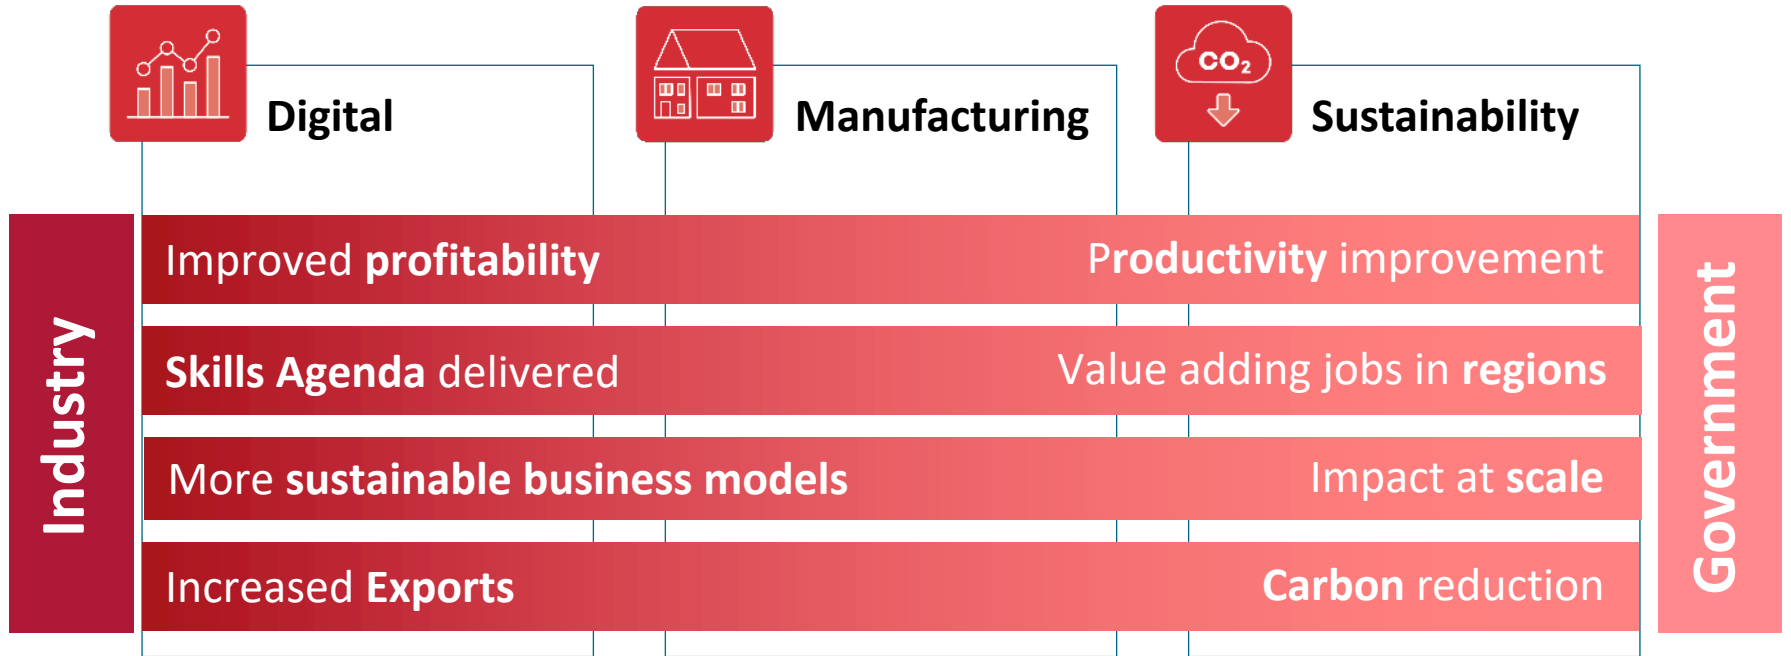 Digital
Manufacturing
CO₂
Sustainability
Industry
Improved profitability
Productivity improvement
Skills Agenda delivered
Value adding jobs in regions
More sustainable business models
Impact at scale
Increased Exports
Carbon reduction
Government